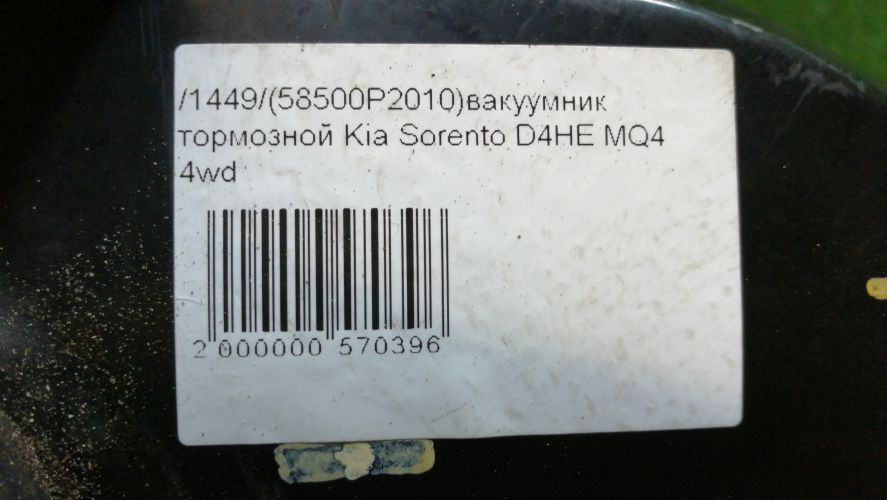 /1449/(58500P2010)вакуумник
тормозной Kia Sorento D4HE MQ4
4wd
2 000000 570396